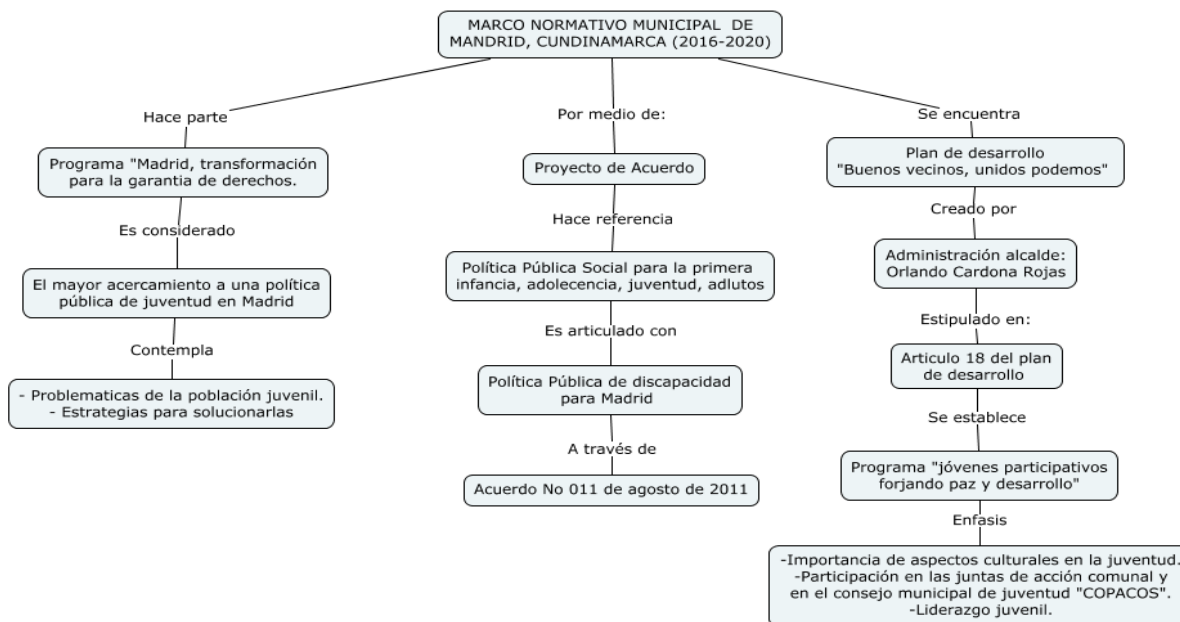 MARCO NORMATIVO MUNICIPAL DE
MANDRID, CUNDINAMARCA (2016-2020)
Hace parte
Programa "Madrid, transformación
para la garantia de derechos.
Es considerado
El mayor acercamiento a una política
pública de juventud en Madrid
Contempla
- Problematicas de la población juvenil.
- Estrategias para solucionarlas
Por medio de:
Proyecto de Acuerdo
Hace referencia
Política Pública Social para la primera
infancia, adolecencia, juventud, adlutos
Es articulado con
Política Pública de discapacidad
para Madrid
A través de
Acuerdo No 011 de agosto de 2011
Se encuentra
Plan de desarrollo
"Buenos vecinos, unidos podemos"
Creado por
Administración alcalde:
Orlando Cardona Rojas
Estipulado en:
Articulo 18 del plan
de desarrollo
Se establece
Programa "jóvenes participativos
forjando paz y desarrollo"
Enfasis
-Importancia de aspectos culturales en la juventud.
-Participación en las juntas de acción comunal y
en el consejo municipal de juventud "COPACOS".
-Liderazgo juvenil.